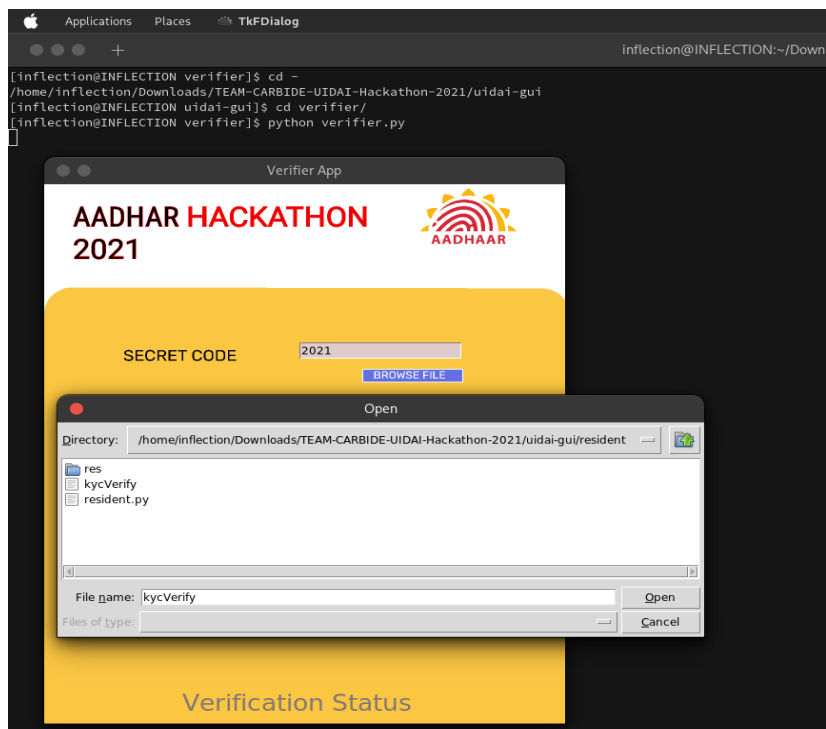 Applications Places TkFDialog
+ inflection@INFLECTION:~/Down
[inflection@INFLECTION verifier]$ cd -
/home/inflection/Downloads/TEAM-CARBIDE-UIDAI-Hackathon-2021/uidai-gui
[inflection@INFLECTION uidai-gui]$ cd verifier/
[inflection@INFLECTION verifier]$ python verifier.py
Verifier App
AADHAR HACKATHON
2021
AADHAAR
SECRET CODE 2021
BROWSE FILE
Open
Directory: /home/inflection/Downloads/TEAM-CARBIDE-UIDAI-Hackathon-2021/uidai-gui/resident
res
kycVerify
resident.py
File name: kycVerify Open
Files of type: Cancel
Verification Status